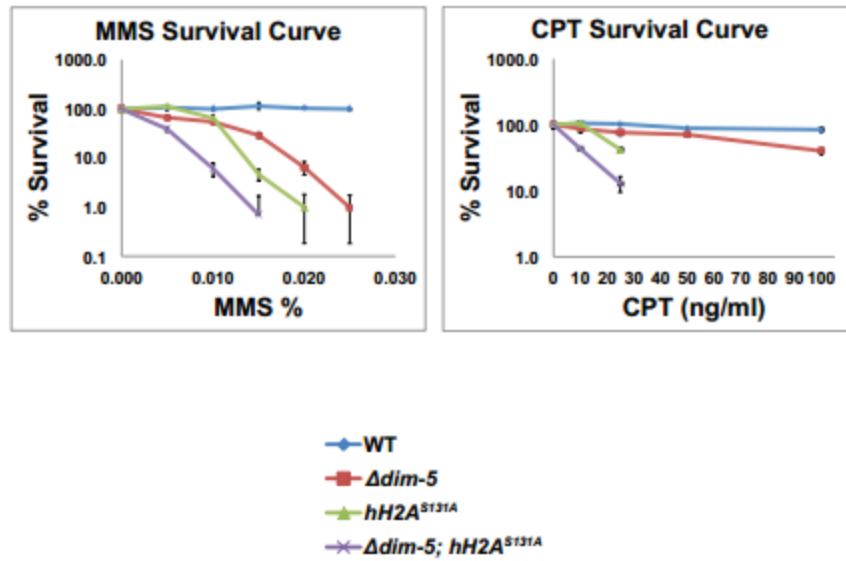 MMS Survival Curve
% Survival
1000.0
100.0
10.0
1.0
0.1
0.000 0.010 0.020 0.030
MMS %
CPT Survival Curve
% Survival
1000.0
100.0
10.0
1.0
0 10 20 30 40 50 60 70 80 90 100
CPT (ng/ml)
WT
Δdim-5
hH2A^S131A
Δdim-5; hH2A^S131A